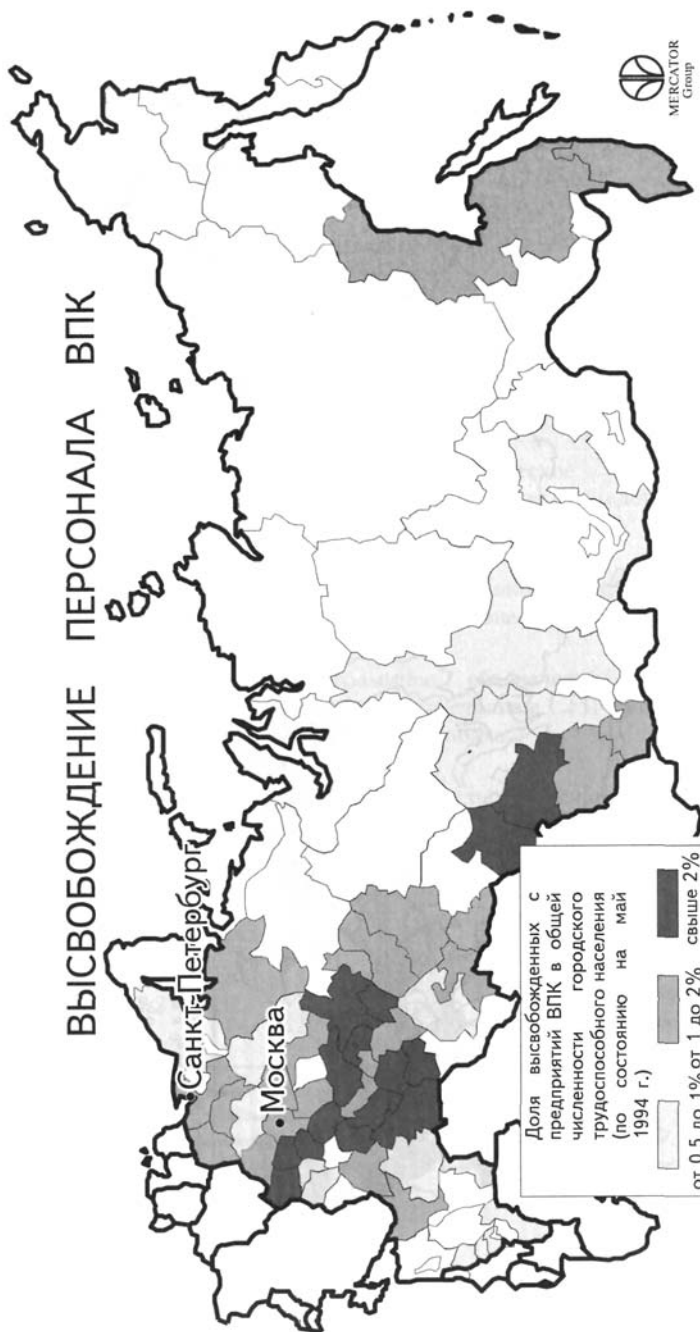 ВЫСВОБОЖДЕНИЕ ПЕРСОНАЛА ВПК
Санкт-Петербург
Москва
Доля высвобожденных с
предприятий ВПК в общей
численности городского
трудоспособного населения
(по состоянию на май
1994 г.)
от 0,5 до 1%
от 1 до 2%
свыше 2%
MERCATOR
Group